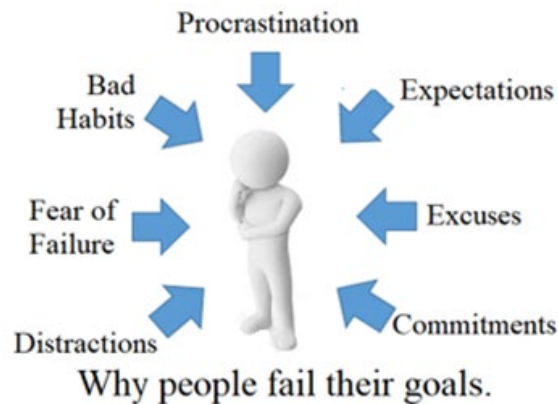 Procrastination
Bad
Habits
Expectations
Fear of
Failure
Excuses
Distractions
Commitments
Why people fail their goals.